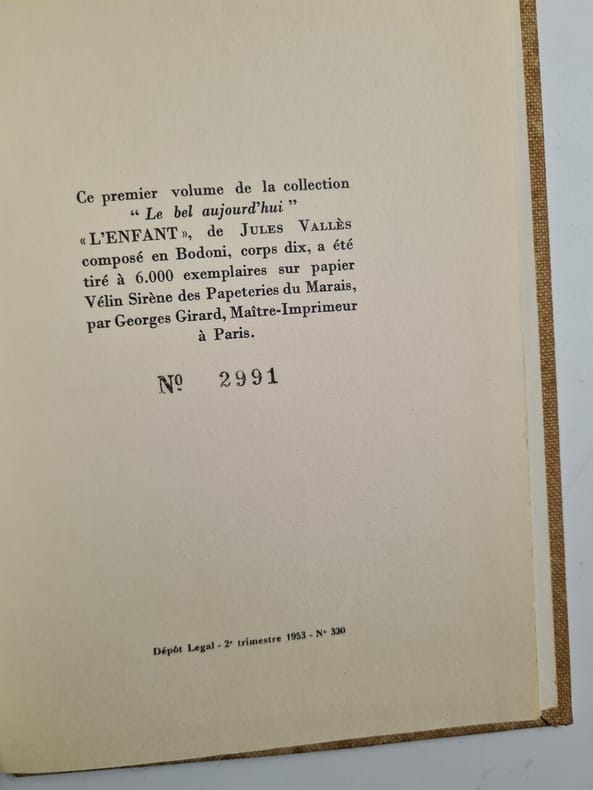 Ce premier volume de la collection
“ Le bel aujourd'hui ”
« L'ENFANT », de JULES VALLÈS
composé en Bodoni, corps dix, a été
tiré à 6.000 exemplaires sur papier
Vélin Sirène des Papeteries du Marais,
par Georges Girard, Maître-Imprimeur
à Paris.
Nº 2991
Dépôt Legal - 2e trimestre 1953 - N° 320